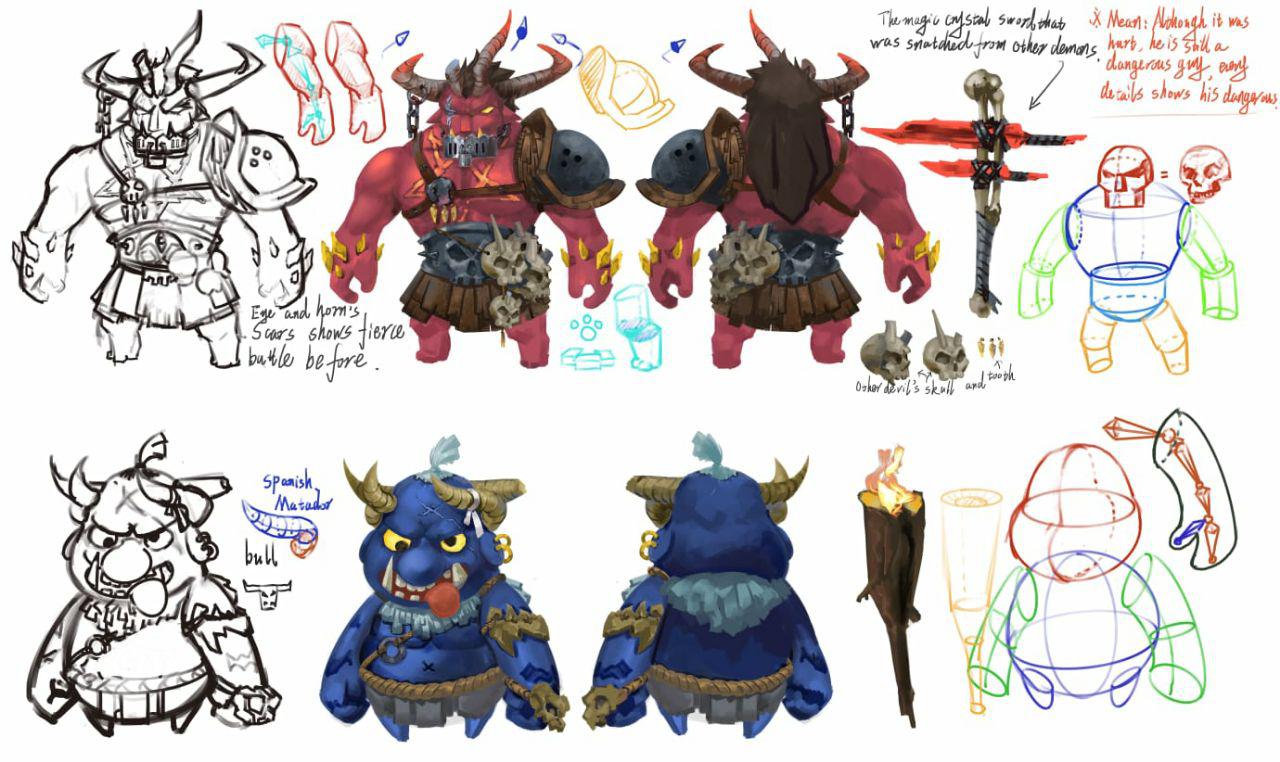 The magic crystal sword that
was snatched from other demons.
※ Mean: Although it was
hurt, he is still a
dangerous guy, every
details shows his dangerous.
Eye and horn's
Scars shows fierce
battle before.
=
Other devil's skull and tooth
Spanish
Matador
bull